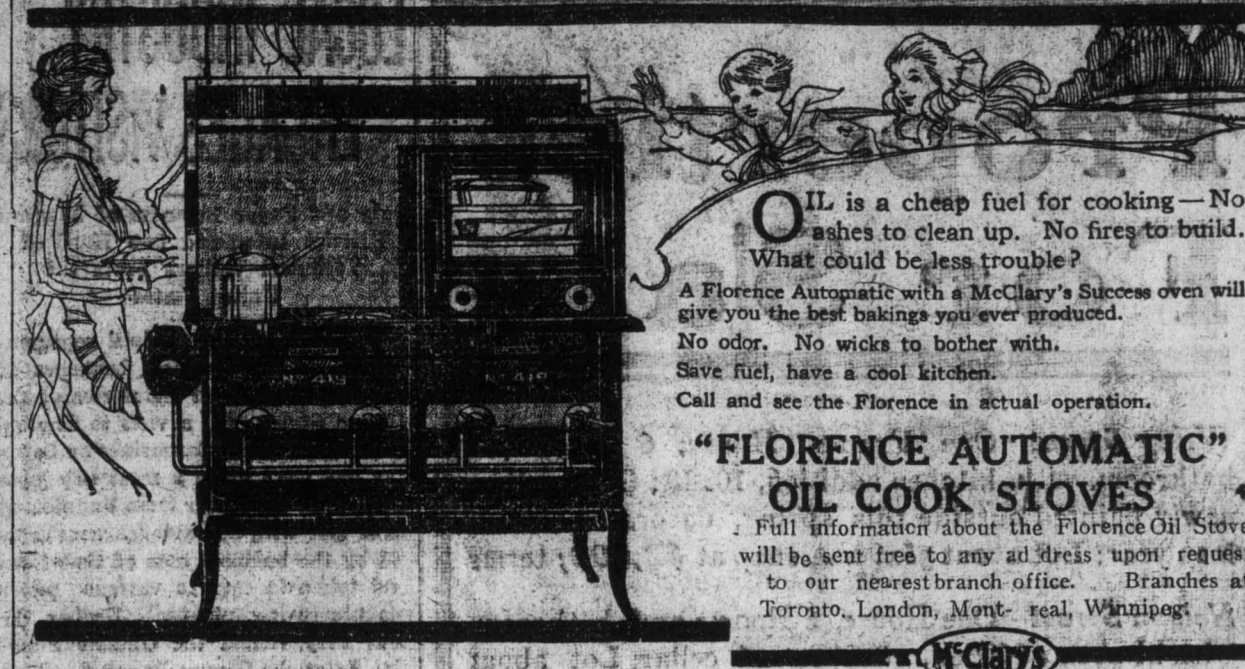 OIL is a cheap fuel for cooking — No
ashes to clean up. No fires to build.
What could be less trouble?
A Florence Automatic with a McClary's Success oven will
give you the best bakings you ever produced.
No odor. No wicks to bother with.
Save fuel, have a cool kitchen.
Call and see the Florence in actual operation.
"FLORENCE AUTOMATIC"
OIL COOK STOVES
Full information about the Florence Oil Stove
will be sent free to any ad dress upon reques
to our nearest branch office. Branches at
Toronto, London, Mont- real, Winnipeg.
McClary's